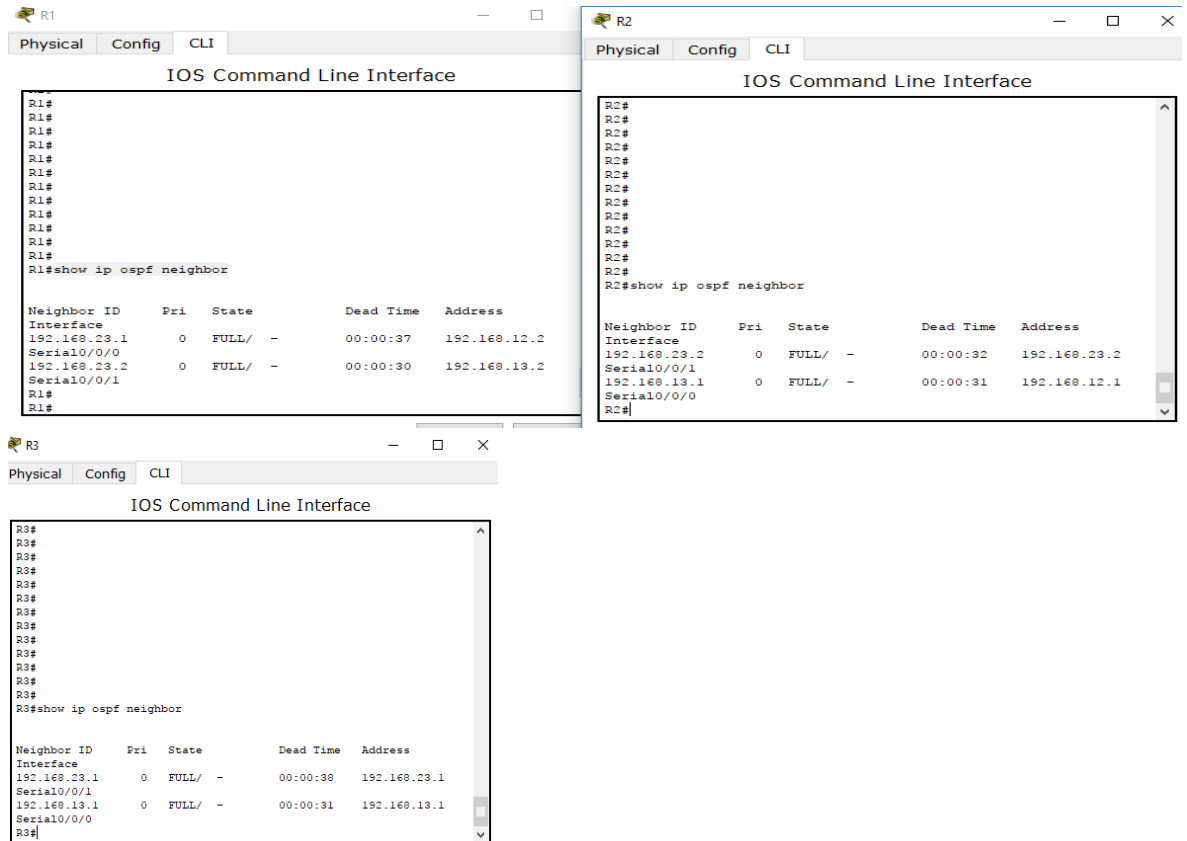 R1
Physical Config CLI
IOS Command Line Interface
R1#
R1#
R1#
R1#
R1#
R1#
R1#
R1#
R1#
R1#
R1#
R1#
R1#show ip ospf neighbor
Neighbor ID Pri State Dead Time Address
Interface
192.168.23.1 0 FULL/ - 00:00:37 192.168.12.2
Serial0/0/0
192.168.23.2 0 FULL/ - 00:00:30 192.168.13.2
Serial0/0/1
R1#
R1#
R2
Physical Config CLI
IOS Command Line Interface
R2#
R2#
R2#
R2#
R2#
R2#
R2#
R2#
R2#
R2#
R2#
R2#
R2#
R2#show ip ospf neighbor
Neighbor ID Pri State Dead Time Address
Interface
192.168.23.2 0 FULL/ - 00:00:32 192.168.23.2
Serial0/0/1
192.168.13.1 0 FULL/ - 00:00:31 192.168.12.1
Serial0/0/0
R2#
R3
Physical Config CLI
IOS Command Line Interface
R3#
R3#
R3#
R3#
R3#
R3#
R3#
R3#
R3#
R3#
R3#
R3#
R3#
R3#show ip ospf neighbor
Neighbor ID Pri State Dead Time Address
Interface
192.168.23.1 0 FULL/ - 00:00:38 192.168.23.1
Serial0/0/1
192.168.13.1 0 FULL/ - 00:00:31 192.168.13.1
Serial0/0/0
R3#